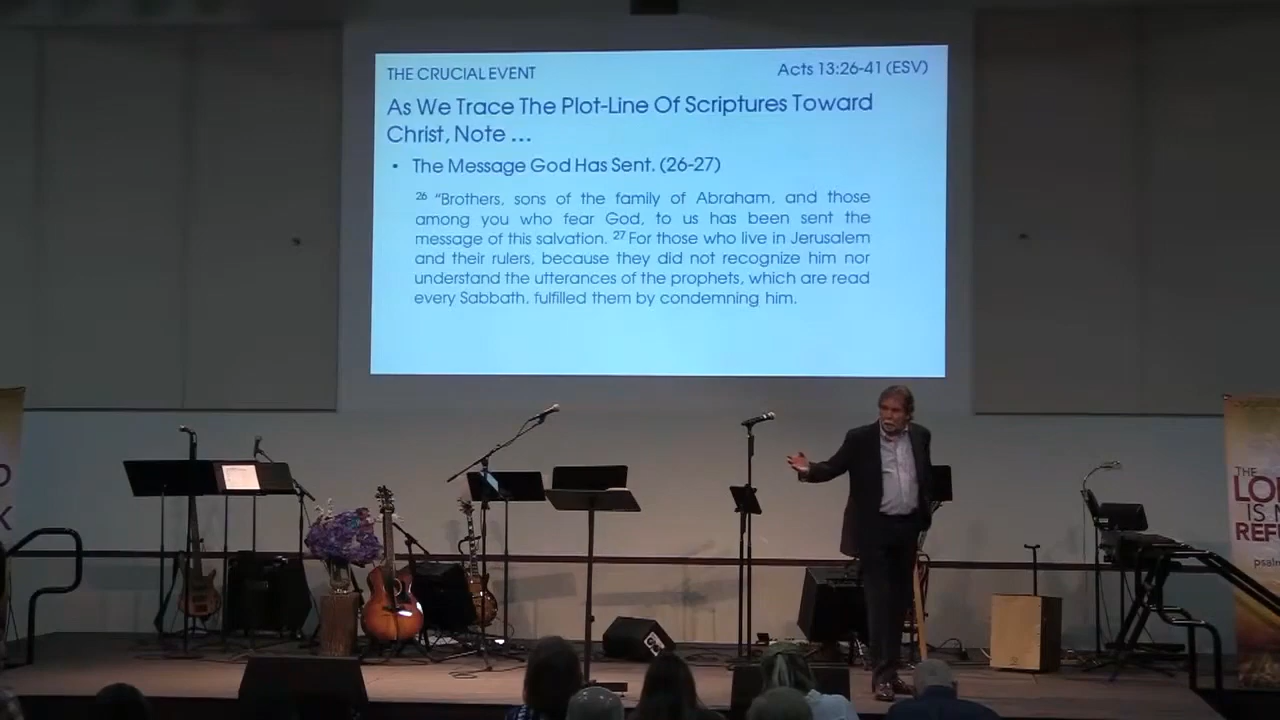 THE CRUCIAL EVENT
Acts 13:26-41 (ESV)
As We Trace The Plot-Line Of Scriptures Toward
Christ, Note ...
• The Message God Has Sent. (26-27)
26 "Brothers, sons of the family of Abraham, and those
among you who fear God, to us has been sent the
message of this salvation. 27 For those who live in Jerusalem
and their rulers, because they did not recognize him nor
understand the utterances of the prophets, which are read
every Sabbath, fulfilled them by condemning him.
THE